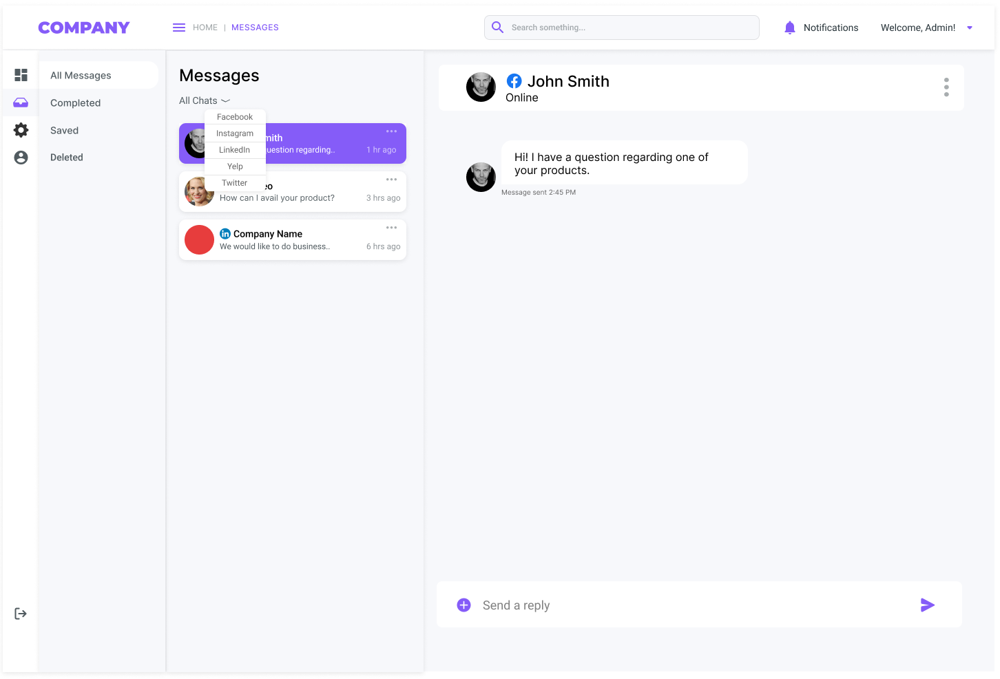 COMPANY
HOME | MESSAGES
Search something...
Notifications
Welcome, Admin!
All Messages
Completed
Saved
Deleted
Messages
All Chats
Facebook
Instagram
LinkedIn
Yelp
Twitter
1 hr ago
regarding..
How can I avail your product?
3 hrs ago
Company Name
We would like to do business..
6 hrs ago
John Smith
Online
Hi! I have a question regarding one of
your products.
Message sent 2:45 PM
Send a reply